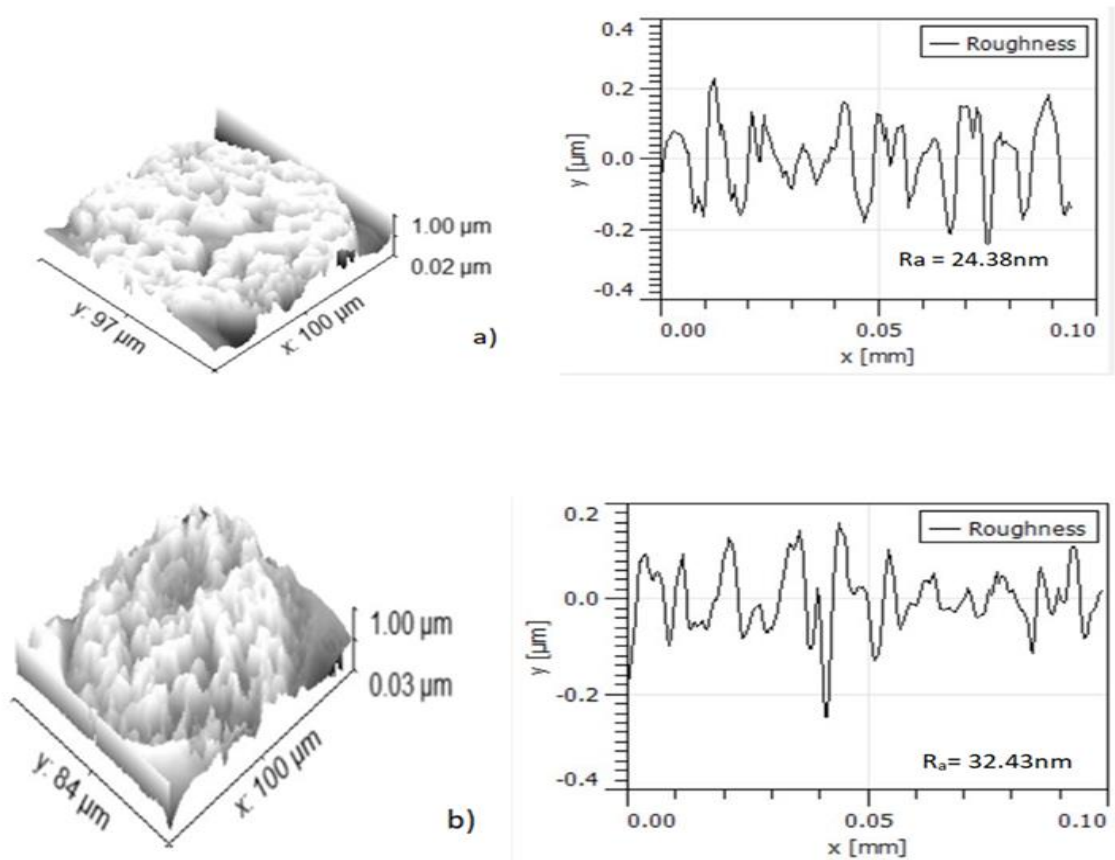 1.00 µm
0.02 µm
y: 97 µm
x: 100 µm
a)
0.4
0.2
0.0
-0.2
-0.4
y [µm]
Roughness
Ra = 24.38nm
0.00
0.05
0.10
x [mm]
1.00 µm
0.03 µm
y: 84 µm
x: 100 µm
b)
0.2
0.0
-0.2
-0.4
y [µm]
Roughness
Rₐ= 32.43nm
0.00
0.05
0.10
x [mm]